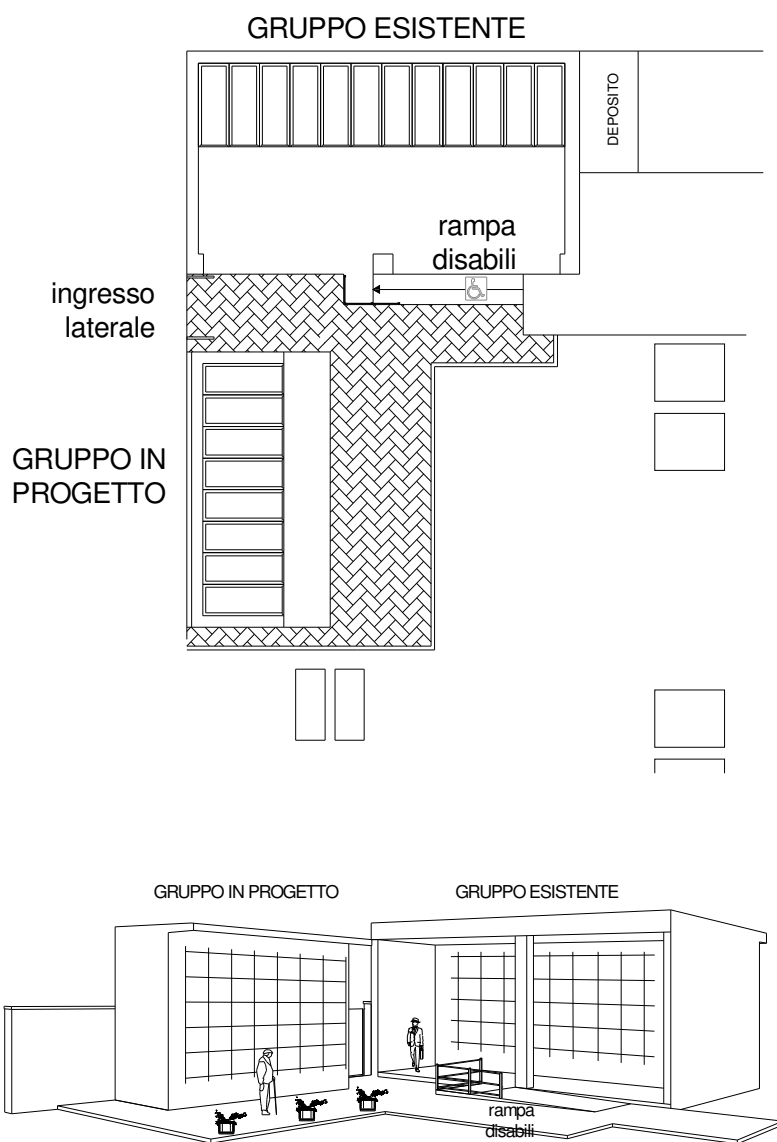 GRUPPO ESISTENTE
DEPOSITO
rampa
disabili
ingresso
laterale
GRUPPO IN
PROGETTO
GRUPPO IN PROGETTO
GRUPPO ESISTENTE
rampa
disabili